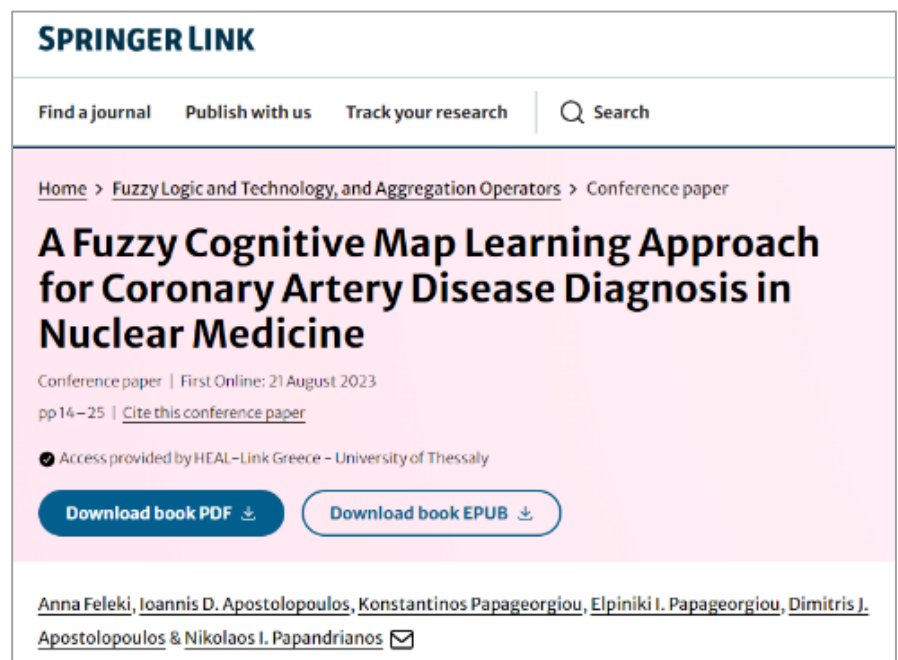 SPRINGER LINK
Find a journal Publish with us Track your research Search
Home > Fuzzy Logic and Technology, and Aggregation Operators > Conference paper
A Fuzzy Cognitive Map Learning Approach
for Coronary Artery Disease Diagnosis in
Nuclear Medicine
Conference paper | First Online: 21 August 2023
pp 14–25 | Cite this conference paper
Access provided by HEAL-Link Greece – University of Thessaly
Download book PDF Download book EPUB
Anna Feleki, Ioannis D. Apostolopoulos, Konstantinos Papageorgiou, Elpiniki I. Papageorgiou, Dimitris J.
Apostolopoulos & Nikolaos I. Papandrianos